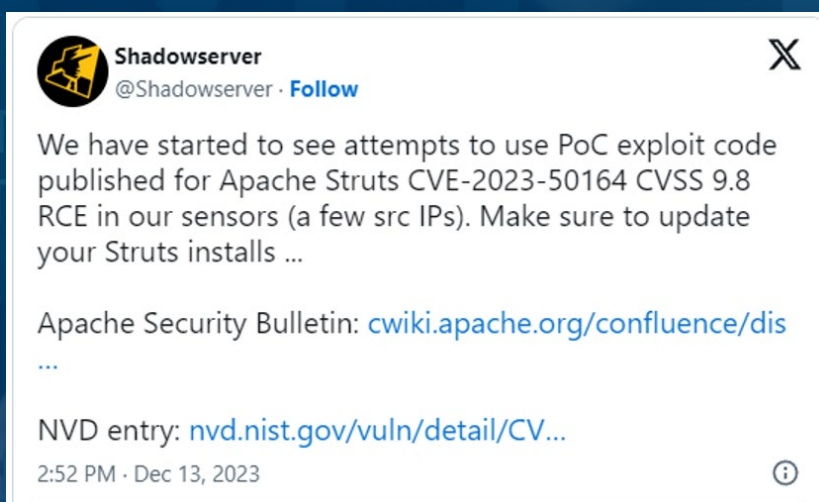 Shadowserver
@Shadowserver · Follow
We have started to see attempts to use PoC exploit code
published for Apache Struts CVE-2023-50164 CVSS 9.8
RCE in our sensors (a few src IPs). Make sure to update
your Struts installs ...
Apache Security Bulletin: cwiki.apache.org/confluence/dis
...
NVD entry: nvd.nist.gov/vuln/detail/CV...
2:52 PM · Dec 13, 2023